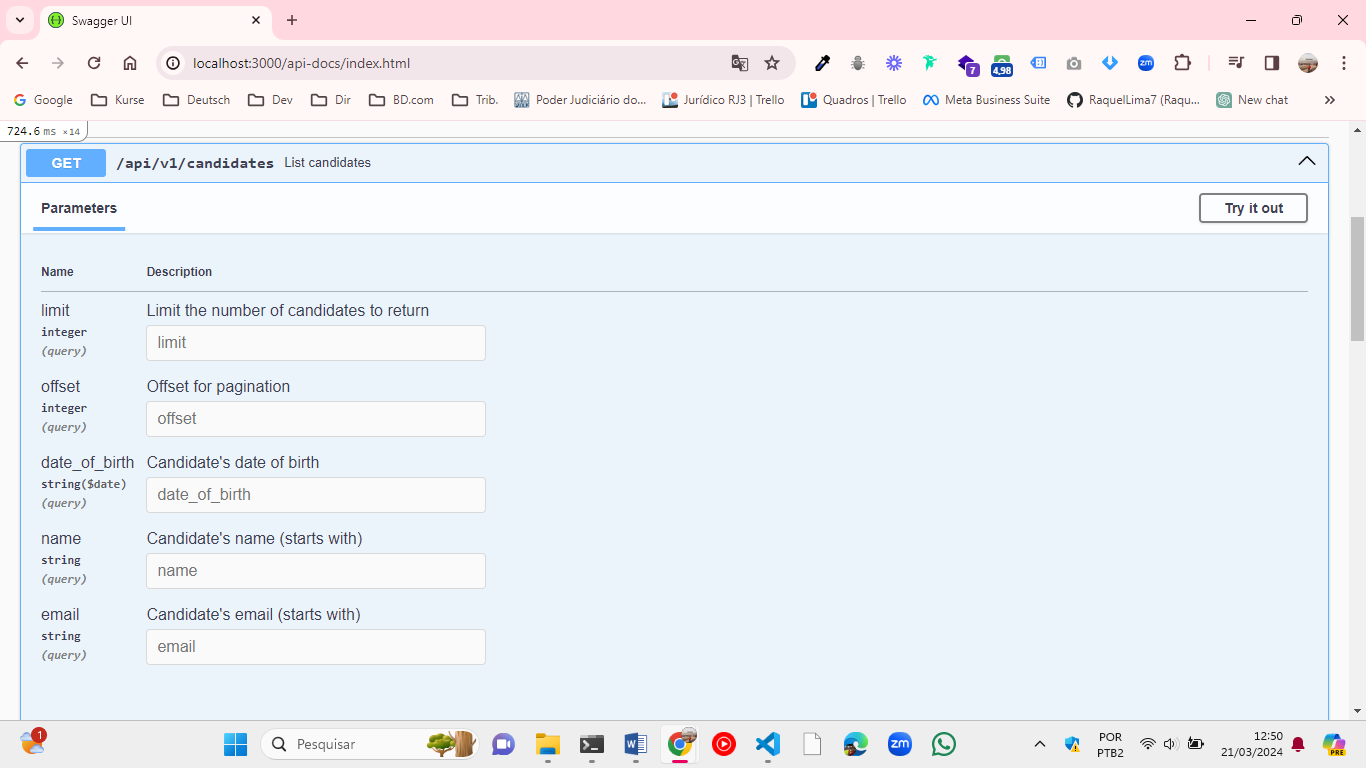 Swagger UI
localhost:3000/api-docs/index.html
7
4,98
zm
Google Kurse Deutsch Dev Dir BD.com Trib. Poder Judiciário do... Jurídico RJ3 | Trello Quadros | Trello Meta Business Suite RaquelLima7 (Raqu... New chat
724.6 ms ×14
GET /api/v1/candidates List candidates
Parameters Try it out
Name Description
limit Limit the number of candidates to return
integer
(query)
limit
offset Offset for pagination
integer
(query)
offset
date_of_birth Candidate's date of birth
string($date)
(query)
date_of_birth
name Candidate's name (starts with)
string
(query)
name
email Candidate's email (starts with)
string
(query)
email
1
Pesquisar
zm
POR
PTB2
12:50
21/03/2024
PRE